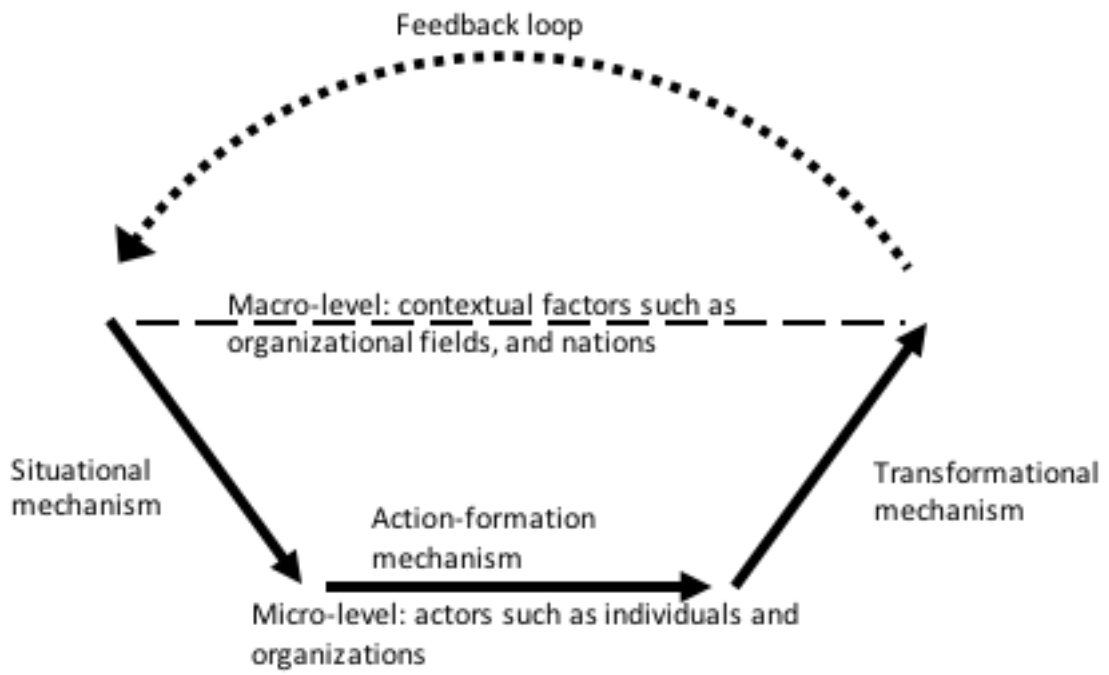 Feedback loop
Macro-level: contextual factors such as
organizational fields, and nations
Situational
mechanism
Action-formation
mechanism
Transformational
mechanism
Micro-level: actors such as individuals and
organizations